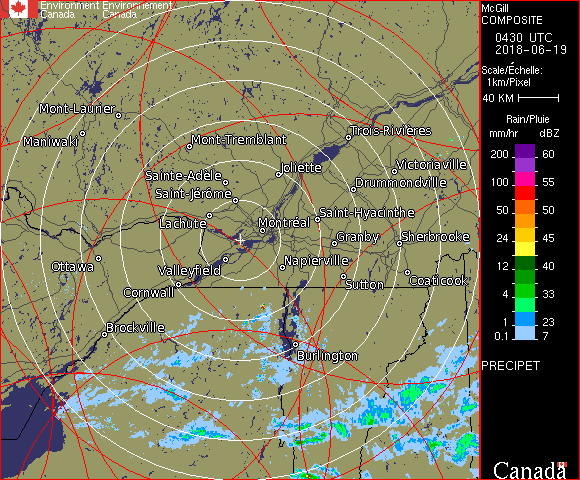 Environment Environnement
Canada Canada
McGill
COMPOSITE
0430 UTC
2018-06-19
Scale/Échelle:
1km/Pixel
40 KM
Rain/Pluie
mm/hr dBZ
200 60
150 57
100 55
50 50
24 45
12 40
4 33
1 23
0.1 7
PRECIPET
Canada
Mont-Laurier
Maniwaki
Mont-Tremblant
Trois-Rivières
Joliette
Victoriaville
Sainte-Adèle
Drummondville
Saint-Jérôme
Lachute
Montréal
Saint-Hyacinthe
Granby
Sherbrooke
Ottawa
Valleyfield
Napierville
Cornwall
Sutton
Coaticook
Brockville
Burlington